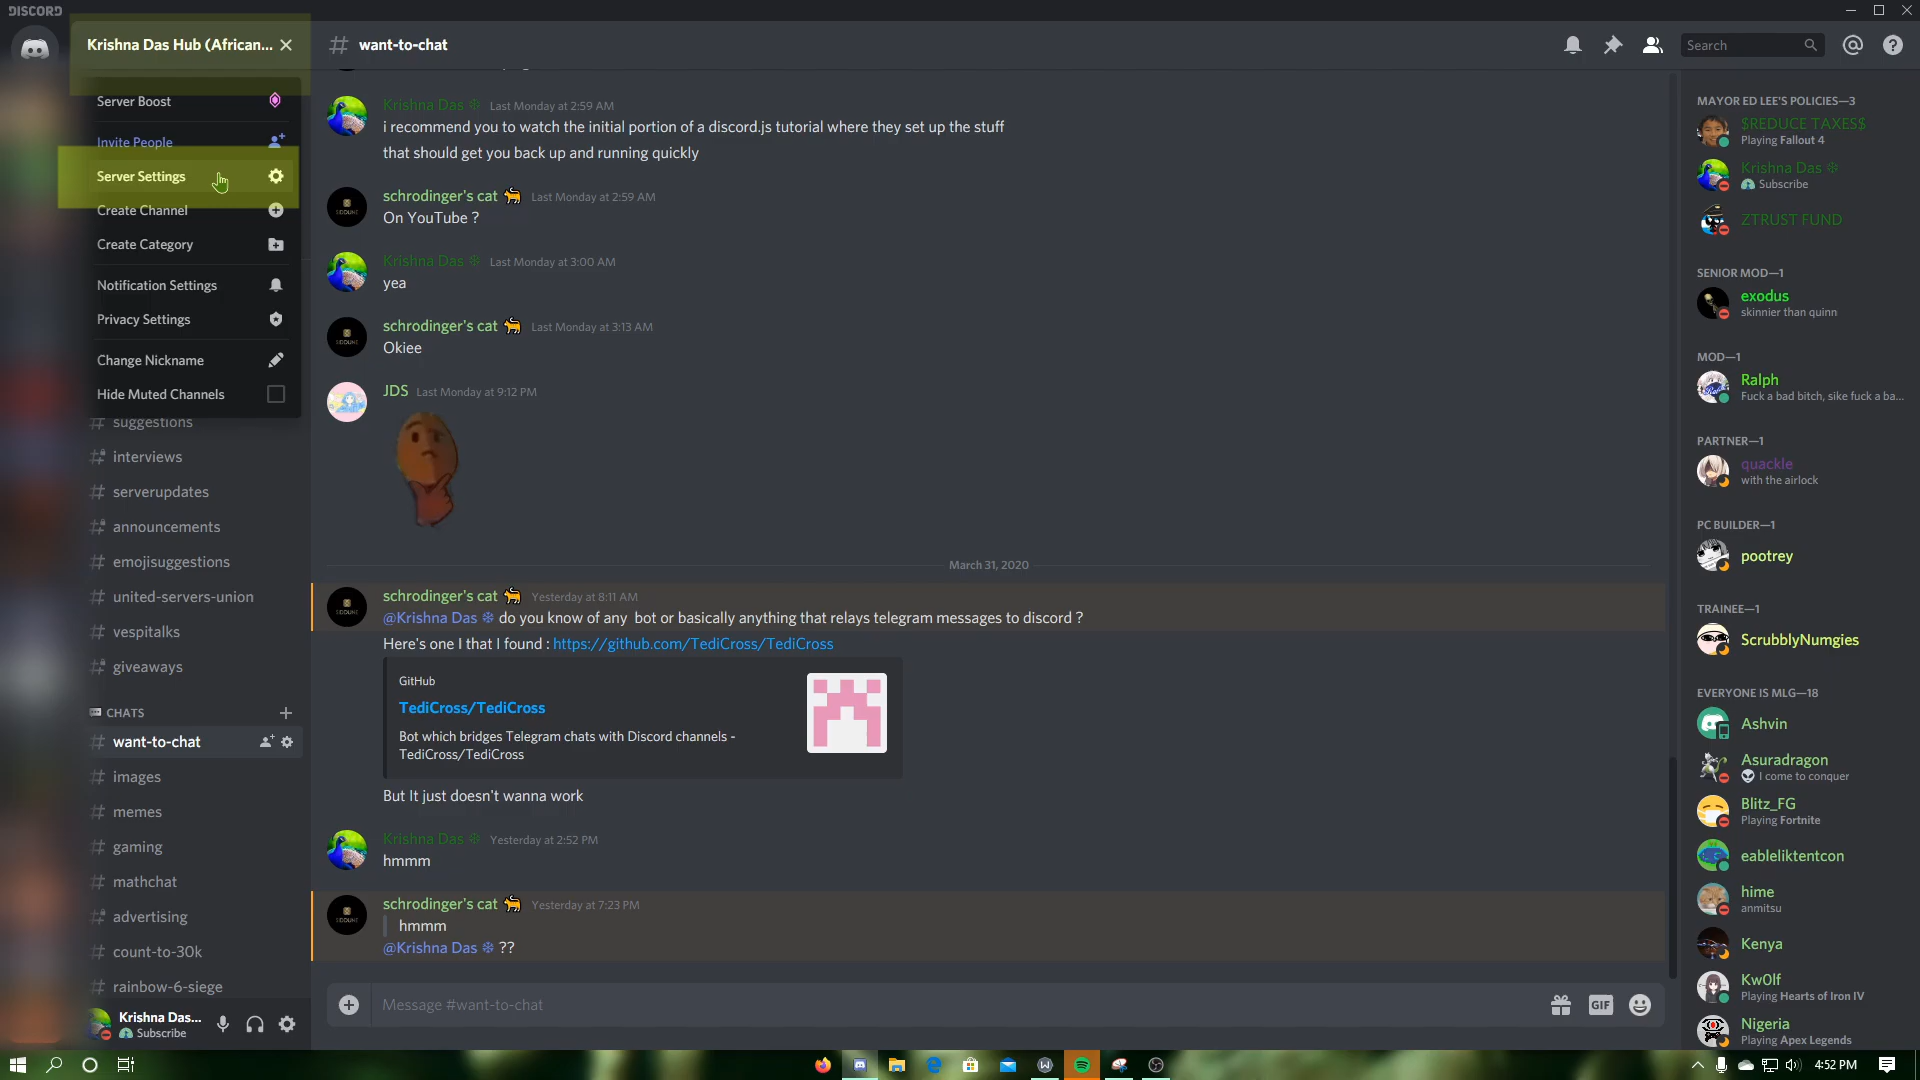 DISCORD
Krishna Das Hub (African...
Server Boost
Invite People
Server Settings
Create Channel
Create Category
Notification Settings
Privacy Settings
Change Nickname
Hide Muted Channels
suggestions
interviews
serverupdates
announcements
emojisuggestions
united-servers-union
vespitalks
giveaways
CHATS
want-to-chat
images
memes
gaming
mathchat
advertising
count-to-30k
rainbow-6-siege
Krishna Das...
Subscribe
want-to-chat
Search
Krishna Das Last Monday at 2:59 AM
i recommend you to watch the initial portion of a discord.js tutorial where they set up the stuff
that should get you back up and running quickly
schrodinger's cat Last Monday at 2:59 AM
On YouTube ?
Krishna Das Last Monday at 3:00 AM
yea
schrodinger's cat Last Monday at 3:13 AM
Okiee
JDS Last Monday at 9:12 PM
March 31, 2020
schrodinger's cat Yesterday at 8:11 AM
@Krishna Das ❄ do you know of any bot or basically anything that relays telegram messages to discord ?
Here's one I that I found : https://github.com/TediCross/TediCross
GitHub
TediCross/TediCross
Bot which bridges Telegram chats with Discord channels -
TediCross/TediCross
But It just doesn't wanna work
Krishna Das Yesterday at 2:52 PM
hmmm
schrodinger's cat Yesterday at 7:23 PM
hmmm
@Krishna Das ❄ ??
Message #want-to-chat
GIF
MAYOR ED LEE'S POLICIES—3
$REDUCE TAXES$
Playing Fallout 4
Krishna Das
Subscribe
ZTRUST FUND
SENIOR MOD—1
exodus
skinnier than quinn
MOD—1
Ralph
Fuck a bad bitch, sike fuck a ba...
PARTNER—1
quackle
with the airlock
PC BUILDER—1
pootrey
TRAINEE—1
ScrubblyNumgies
EVERYONE IS MLG—18
Ashvin
Asuradragon
I come to conquer
Blitz_FG
Playing Fortnite
eableliktentcon
hime
anmitsu
Kenya
Kw0lf
Playing Hearts of Iron IV
Nigeria
Playing Apex Legends
4:52 PM